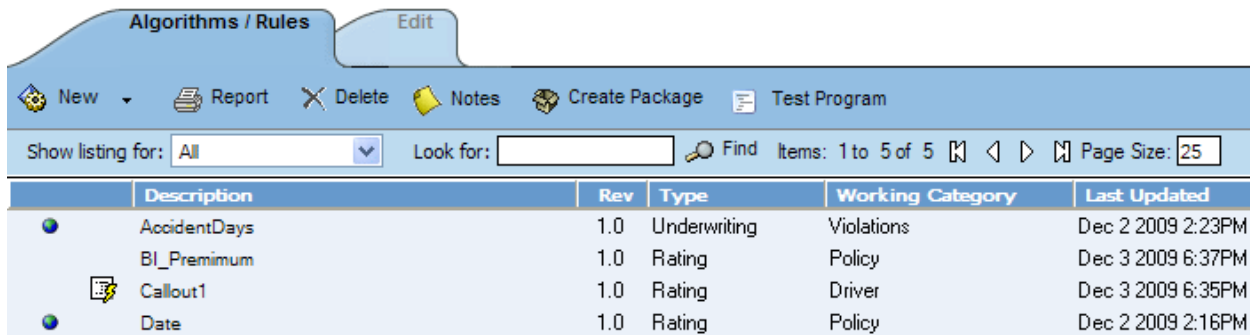 Algorithms / Rules Edit
New Report Delete Notes Create Package Test Program
Show listing for: All Look for: Find Items: 1 to 5 of 5 Page Size: 25
Description Rev Type Working Category Last Updated
AccidentDays 1.0 Underwriting Violations Dec 2 2009 2:23PM
BI_Premimum 1.0 Rating Policy Dec 3 2009 6:37PM
Callout1 1.0 Rating Driver Dec 3 2009 6:35PM
Date 1.0 Rating Policy Dec 2 2009 2:16PM